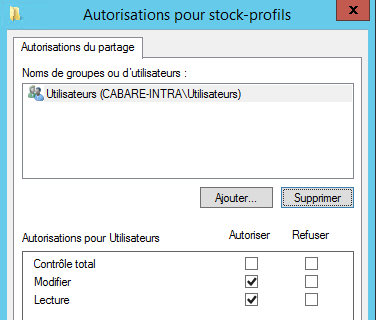 Autorisations pour stock-profils
x
Autorisations du partage
Noms de groupes ou d'utilisateurs :
Utilisateurs (CABARE-INTRA\Utilisateurs)
Ajouter... Supprimer
Autorisations pour Utilisateurs Autoriser Refuser
Contrôle total
Modifier
Lecture